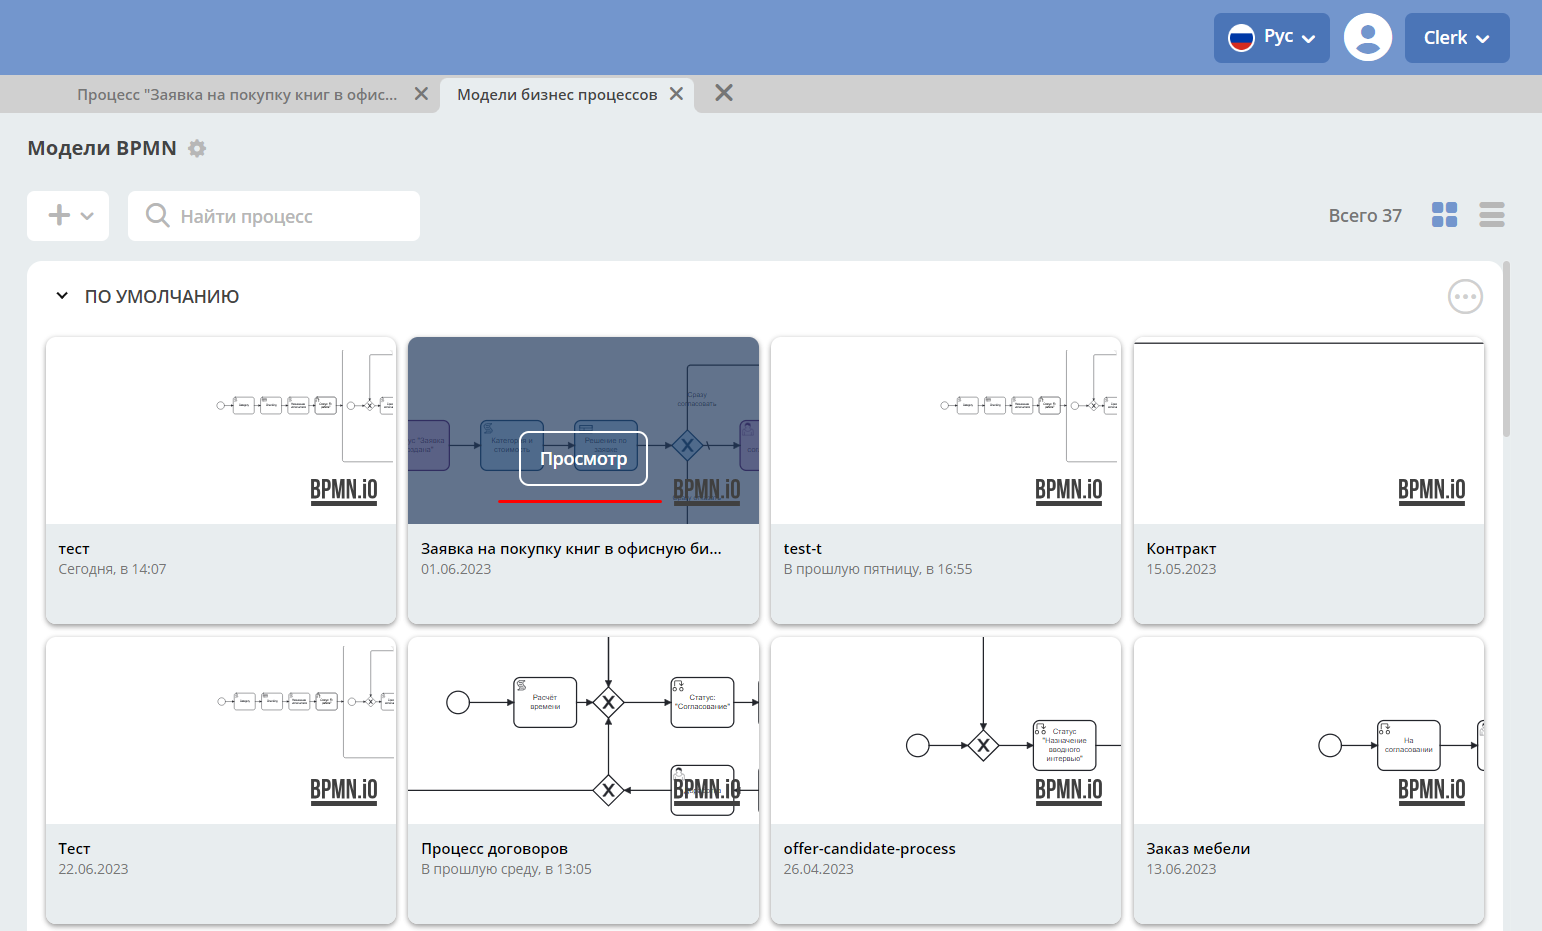 Рус
Clerk
Процесс "Заявка на покупку книг в офис...
Модели бизнес процессов
Модели BPMN
Найти процесс
Всего 37
ПО УМОЛЧАНИЮ
Сразу
согласовать
Просмотр
BPMN.iO
BPMN.iO
BPMN.iO
BPMN.iO
тест
Сегодня, в 14:07
Заявка на покупку книг в офисную би...
01.06.2023
test-t
В прошлую пятницу, в 16:55
Контракт
15.05.2023
Расчёт
времени
Статус:
"Согласование"
Статус
"Назначение
вводного
интервью"
На
согласовании
BPMN.iO
BPMN.iO
BPMN.iO
BPMN.iO
Тест
22.06.2023
Процесс договоров
В прошлую среду, в 13:05
offer-candidate-process
26.04.2023
Заказ мебели
13.06.2023